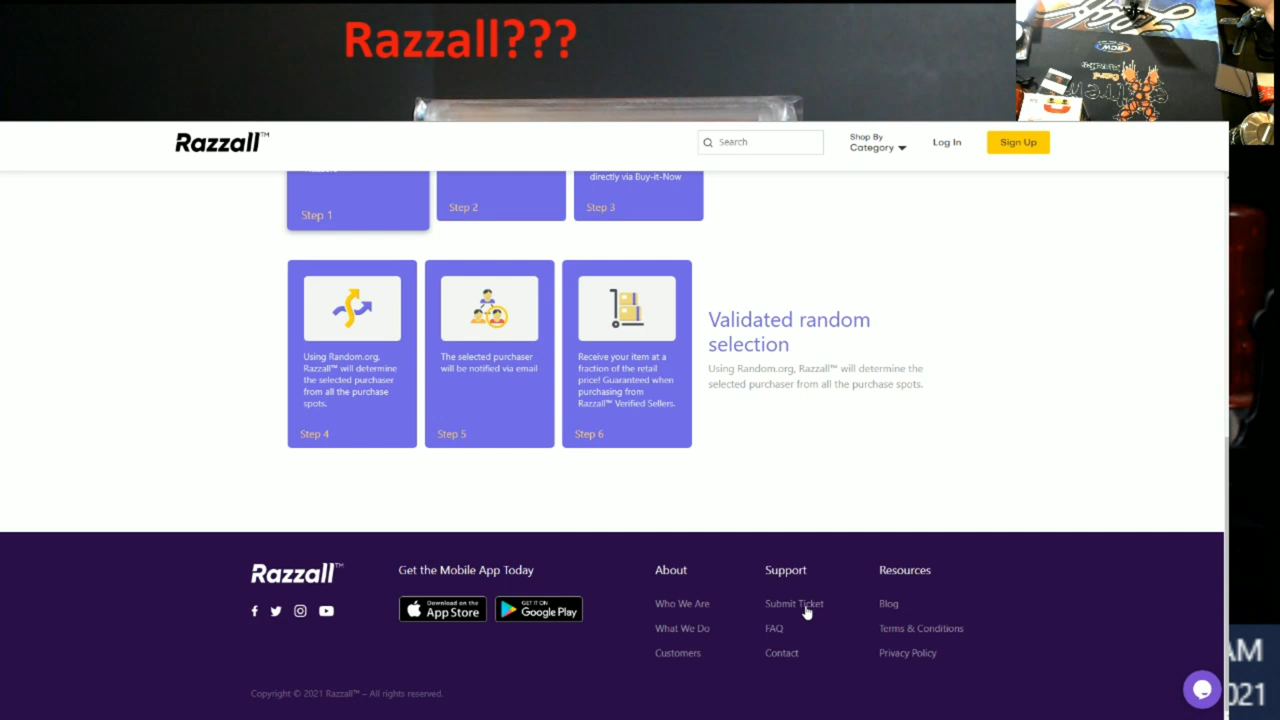 Razzall???
BCW
Razzall™
Search
Shop By
Category
Log In
Sign Up
directly via Buy-it-Now
Step 1
Step 2
Step 3
Using Random.org,
Razzall™ will determine
the selected purchaser
from all the purchase
spots.
Step 4
The selected purchaser
will be notified via email
Step 5
Receive your item at a
fraction of the retail
price! Guaranteed when
purchasing from
Razzall™ Verified Sellers.
Step 6
Validated random
selection
Using Random.org, Razzall™ will determine the
selected purchaser from all the purchase spots.
Razzall™
Get the Mobile App Today
Download on the
App Store
GET IT ON
Google Play
About
Who We Are
What We Do
Customers
Support
Submit Ticket
FAQ
Contact
Resources
Blog
Terms & Conditions
Privacy Policy
Copyright © 2021 Razzall™ – All rights reserved.
AM
021